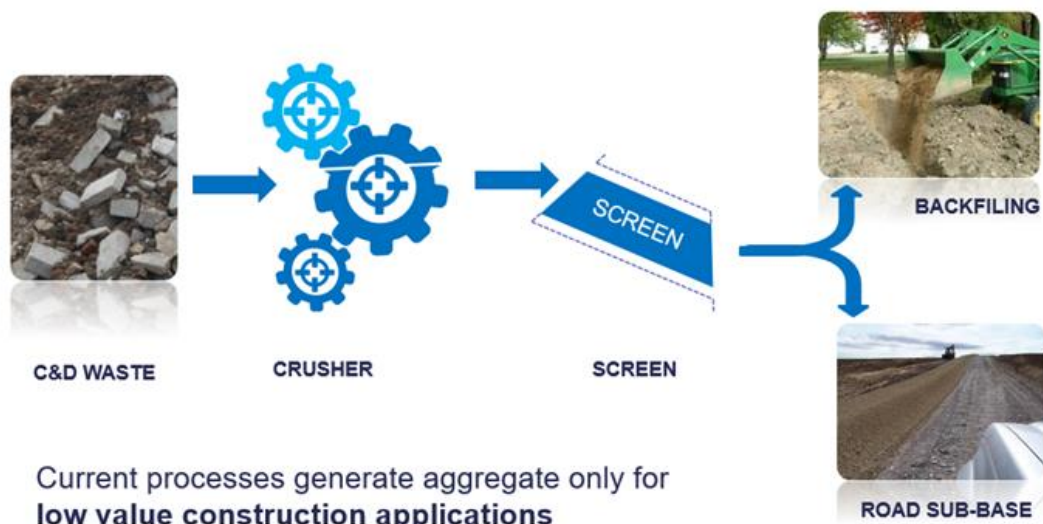 BACKFILING
SCREEN
C&D WASTE
CRUSHER
SCREEN
Current processes generate aggregate only for
low value construction applications
ROAD SUB-BASE